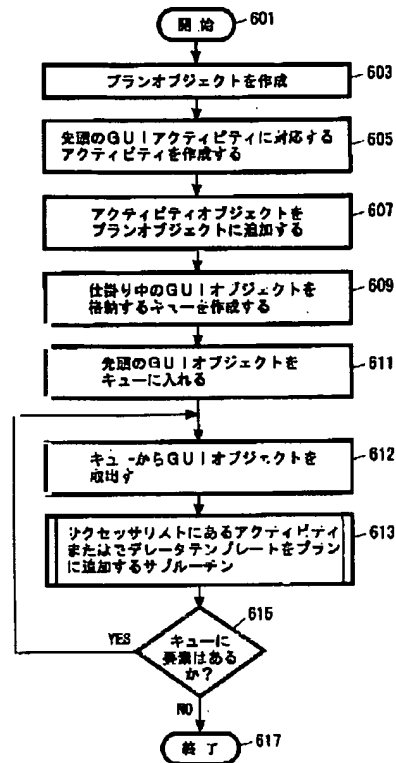 開始
601
プランオブジェクトを作成
603
先頭のGUIアクティビティに対応する
アクティビティを作成する
605
アクティビティオブジェクトを
プランオブジェクトに追加する
607
仕掛り中のGUIオブジェクトを
格動するキューを作成する
609
先頭のGUIオブジェクトを
キューに入れる
611
キューからGUIオブジェクトを
取出す
612
サクセッサリストにあるアクティビティ
または
テンプレートをプラン
に追加するサブルーチン
613
615
キューに
要素はある
か?
YES
NO
終了
617